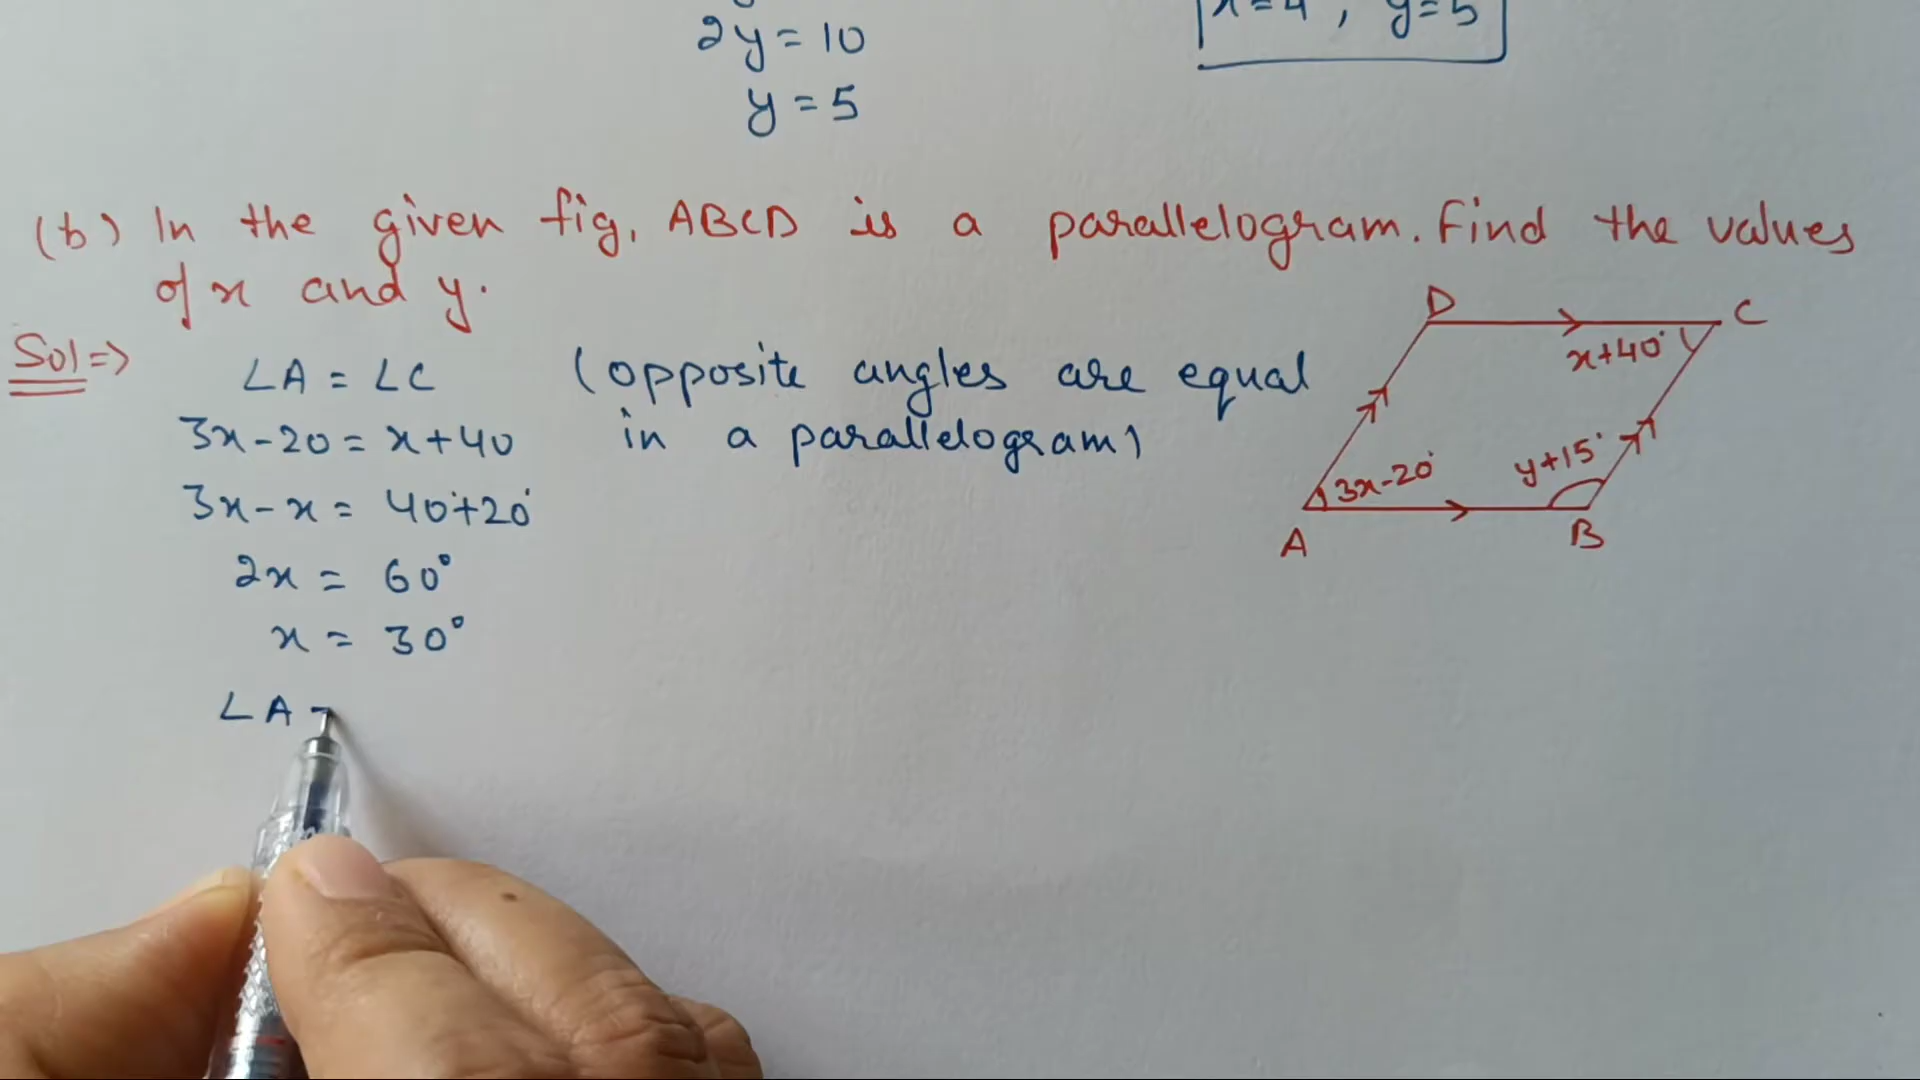 2y = 10
x = 4 , y = 5
y = 5
(b) In the given fig, ABCD is a parallelogram. Find the values
of x and y.
Sol =>
∠A = ∠C (opposite angles are equal
3x-20 = x+40 in a parallelogram)
3x-x = 40°+20°
2x = 60°
x = 30°
∠A =
D
C
x+40°
y+15°
3x-20°
A
B